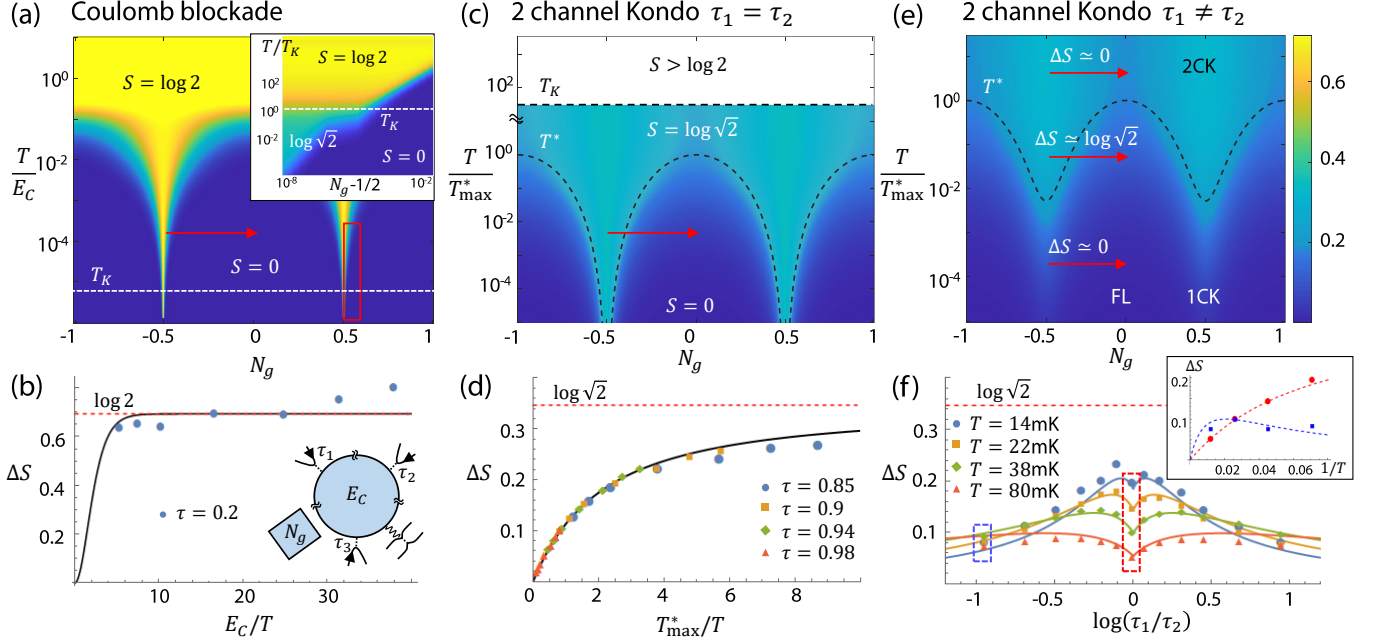 (a) Coulomb blockade
T/T_K
S = log 2
10^2
10^0
10^-2
T_K
log √2
S = 0
10^-8
N_g-1/2
10^-2
S = log 2
10^0
10^-2
10^-4
T/E_C
T_K
S = 0
-1
-0.5
0
0.5
1
N_g
(b)
log 2
0.6
0.4
0.2
0
ΔS
τ = 0.2
τ_1
τ_2
τ_3
E_C
N_g
10
20
30
E_C/T
(c) 2 channel Kondo τ_1 = τ_2
S > log 2
10^2
T_K
S = log √2
T*
10^0
10^-2
10^-4
T/T*_max
S = 0
-1
-0.5
0
0.5
1
N_g
(d)
log √2
0.3
0.2
0.1
ΔS
τ = 0.85
τ = 0.9
τ = 0.94
τ = 0.98
0
2
4
6
8
T*_max/T
(e) 2 channel Kondo τ_1 ≠ τ_2
ΔS ≃ 0
2CK
T*
10^0
ΔS ≃ log √2
10^-2
10^-4
T/T*_max
ΔS ≃ 0
FL
1CK
-1
-0.5
0
0.5
1
N_g
0.6
0.4
0.2
(f)
log √2
ΔS
0.2
0.1
0.02
0.04
0.06
1/T
T = 14mK
T = 22mK
T = 38mK
T = 80mK
0.3
0.2
0.1
ΔS
-1
-0.5
0
0.5
1
log(τ_1/τ_2)